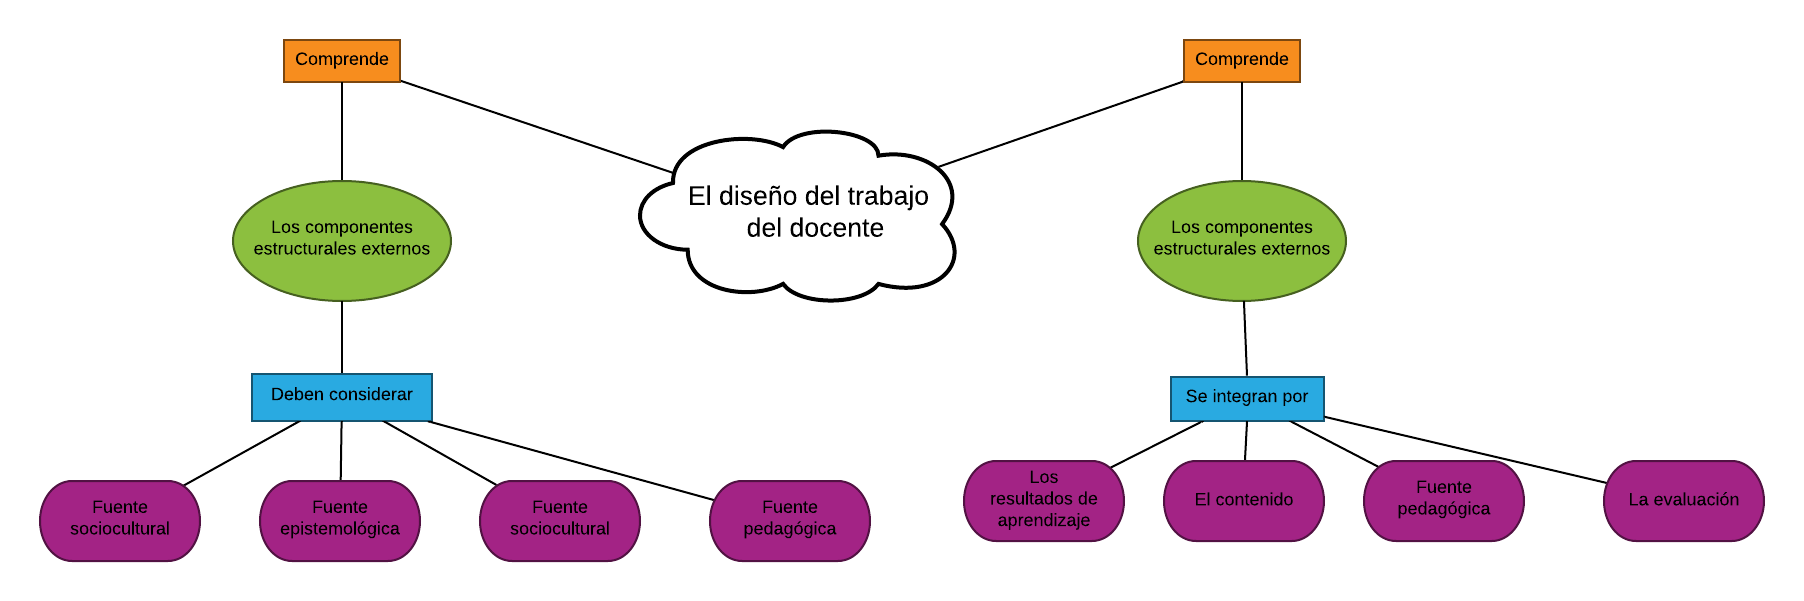 Comprende
Comprende
El diseño del trabajo
del docente
Los componentes
estructurales externos
Los componentes
estructurales externos
Deben considerar
Se integran por
Fuente
sociocultural
Fuente
epistemológica
Fuente
sociocultural
Fuente
pedagógica
Los
resultados de
aprendizaje
El contenido
Fuente
pedagógica
La evaluación